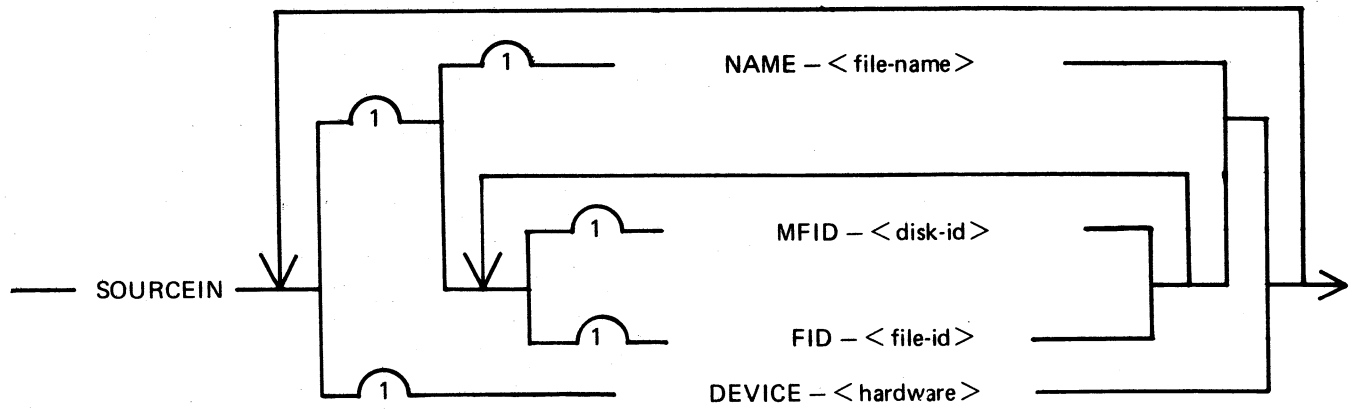 1
NAME – <file-name>
1
1
MFID – <disk-id>
SOURCEIN
1
FID – <file-id>
1
DEVICE – <hardware>